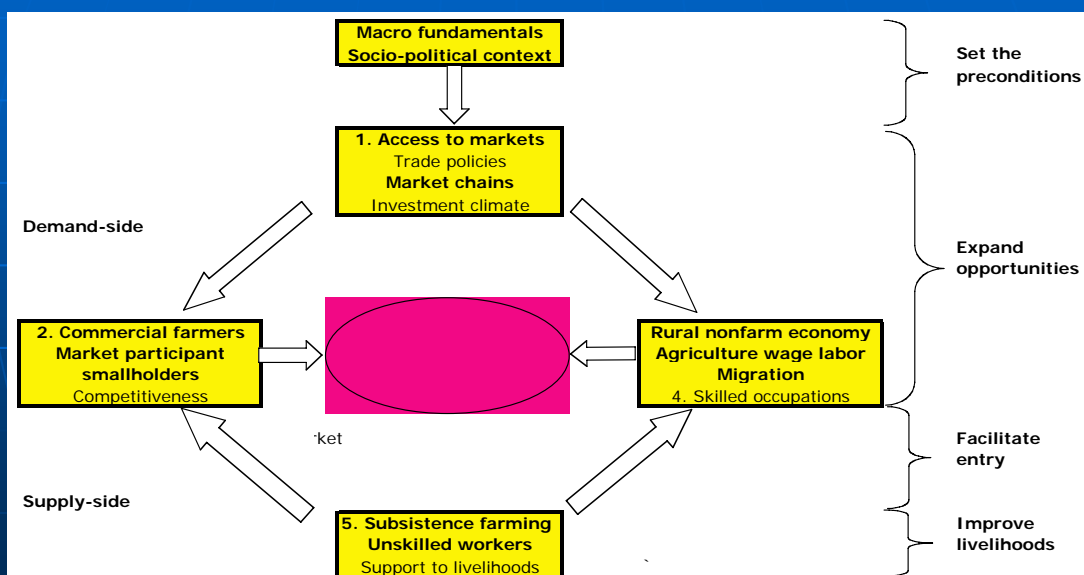 Macro fundamentals
Socio-political context
Set the
preconditions
1. Access to markets
Trade policies
Market chains
Investment climate
Demand-side
Expand
opportunities
2. Commercial farmers
Market participant
smallholders
Competitiveness
Rural nonfarm economy
Agriculture wage labor
Migration
4. Skilled occupations
ket
Facilitate
entry
Supply-side
5. Subsistence farming
Unskilled workers
Support to livelihoods
Improve
livelihoods